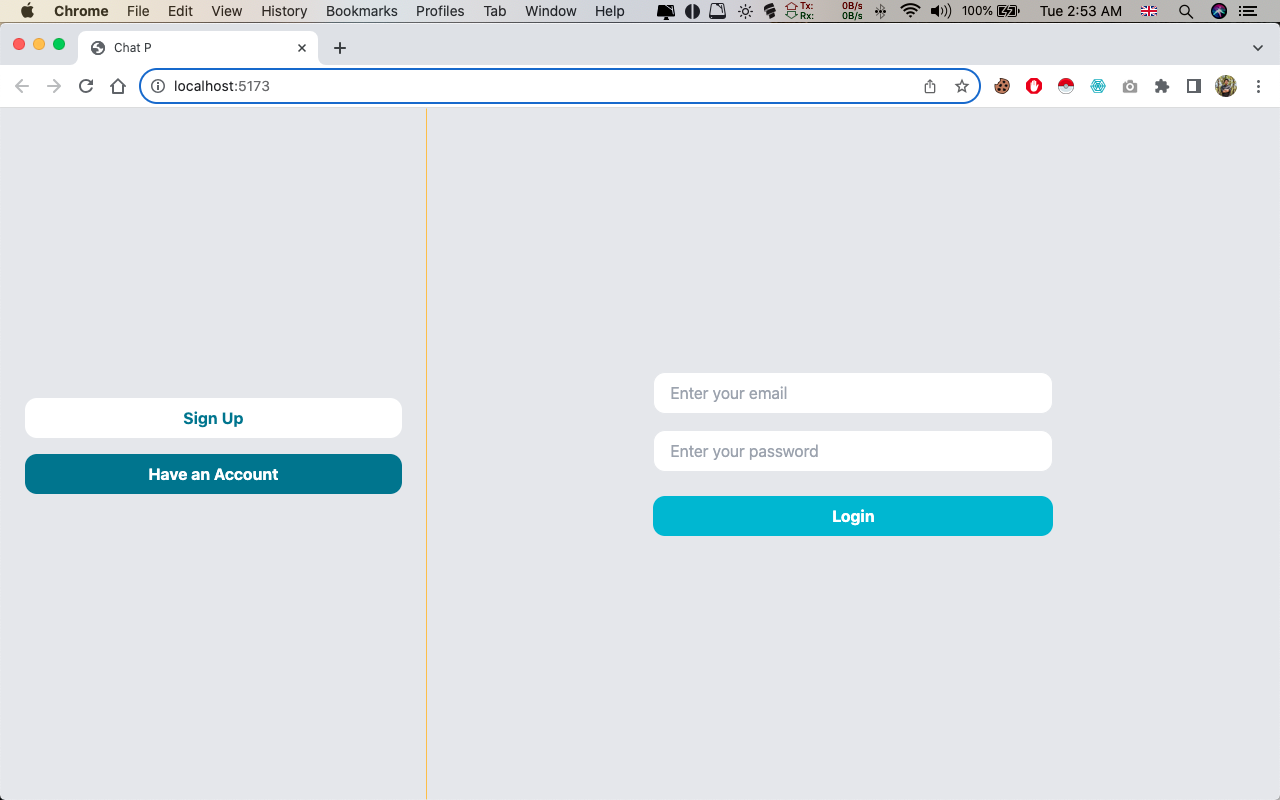 Chrome File Edit View History Bookmarks Profiles Tab Window Help Tx: 0B/s Rx: 0B/s 100% Tue 2:53 AM
Chat P
localhost:5173
Enter your email
Sign Up
Enter your password
Have an Account
Login